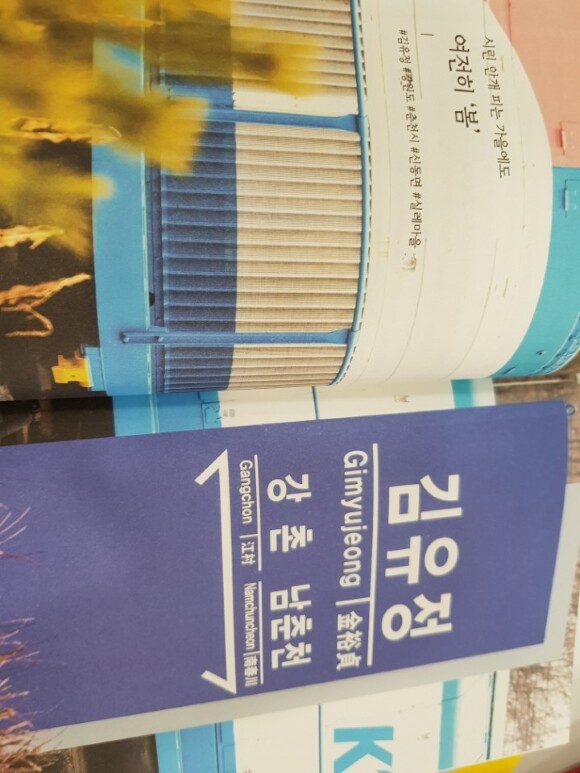 시린 안개 피는 가을에도
여전히 '봄'
#김유정 #강원도 #춘천시 #신동면 #실레마을
김유정
Gimyujeong | 金裕貞
강촌 남춘천
Gangchon | 江村 Namchuncheon | 南春川
K